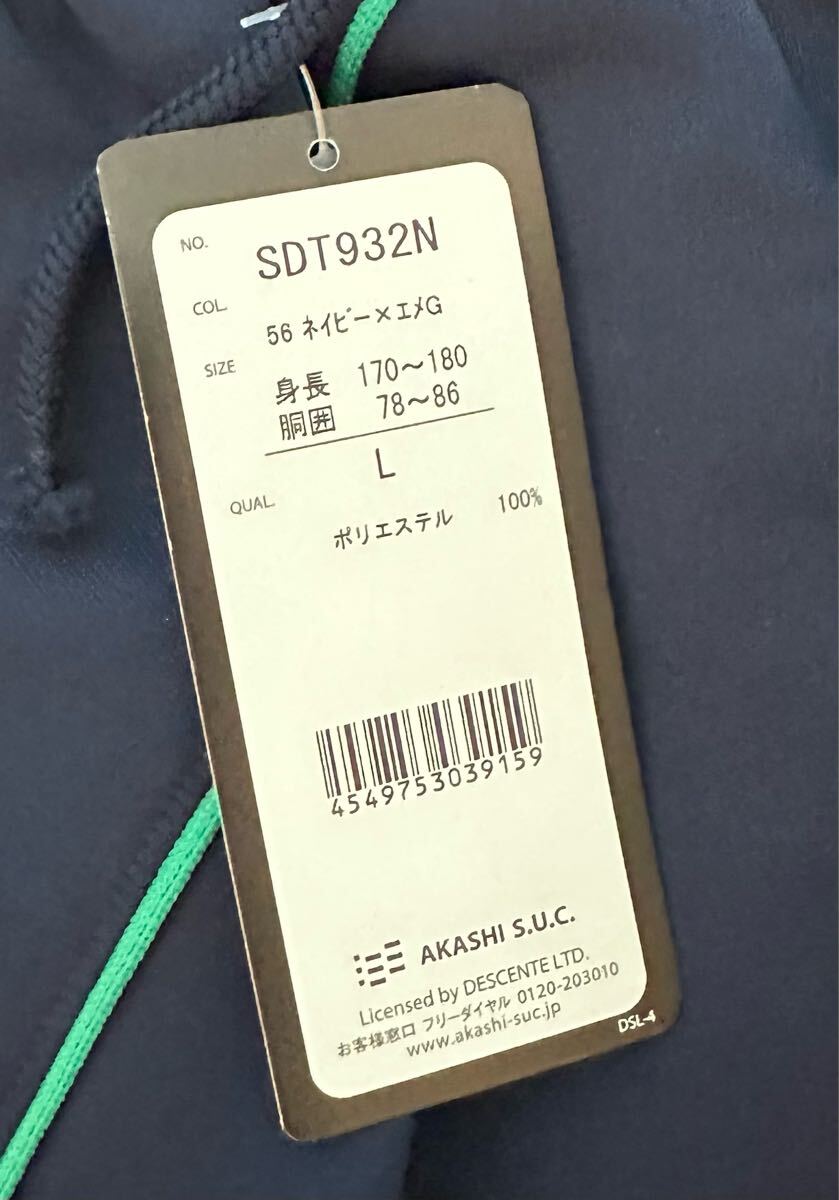 NO. SDT932N
COL. 56 ネイビー×エメG
SIZE 身長 170〜180
胴囲 78〜86
L
QUAL. ポリエステル 100%
4549753039159
AKASHI S.U.C.
Licensed by DESCENTE LTD.
お客様窓口 フリーダイヤル 0120-203010
www.akashi-suc.jp
DSL-4